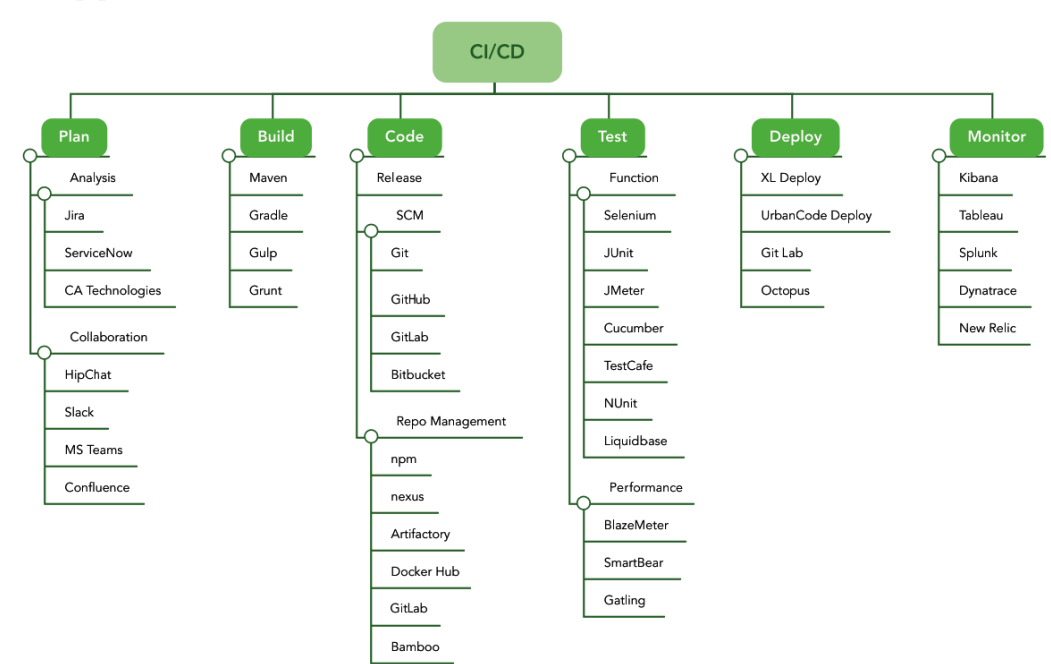 CI/CD
Plan
Analysis
Jira
ServiceNow
CA Technologies
Collaboration
HipChat
Slack
MS Teams
Confluence
Build
Maven
Gradle
Gulp
Grunt
Code
Release
SCM
Git
GitHub
GitLab
Bitbucket
Repo Management
npm
nexus
Artifactory
Docker Hub
GitLab
Bamboo
Test
Function
Selenium
JUnit
JMeter
Cucumber
TestCafe
NUnit
Liquidbase
Performance
BlazeMeter
SmartBear
Gatling
Deploy
XL Deploy
UrbanCode Deploy
Git Lab
Octopus
Monitor
Kibana
Tableau
Splunk
Dynatrace
New Relic